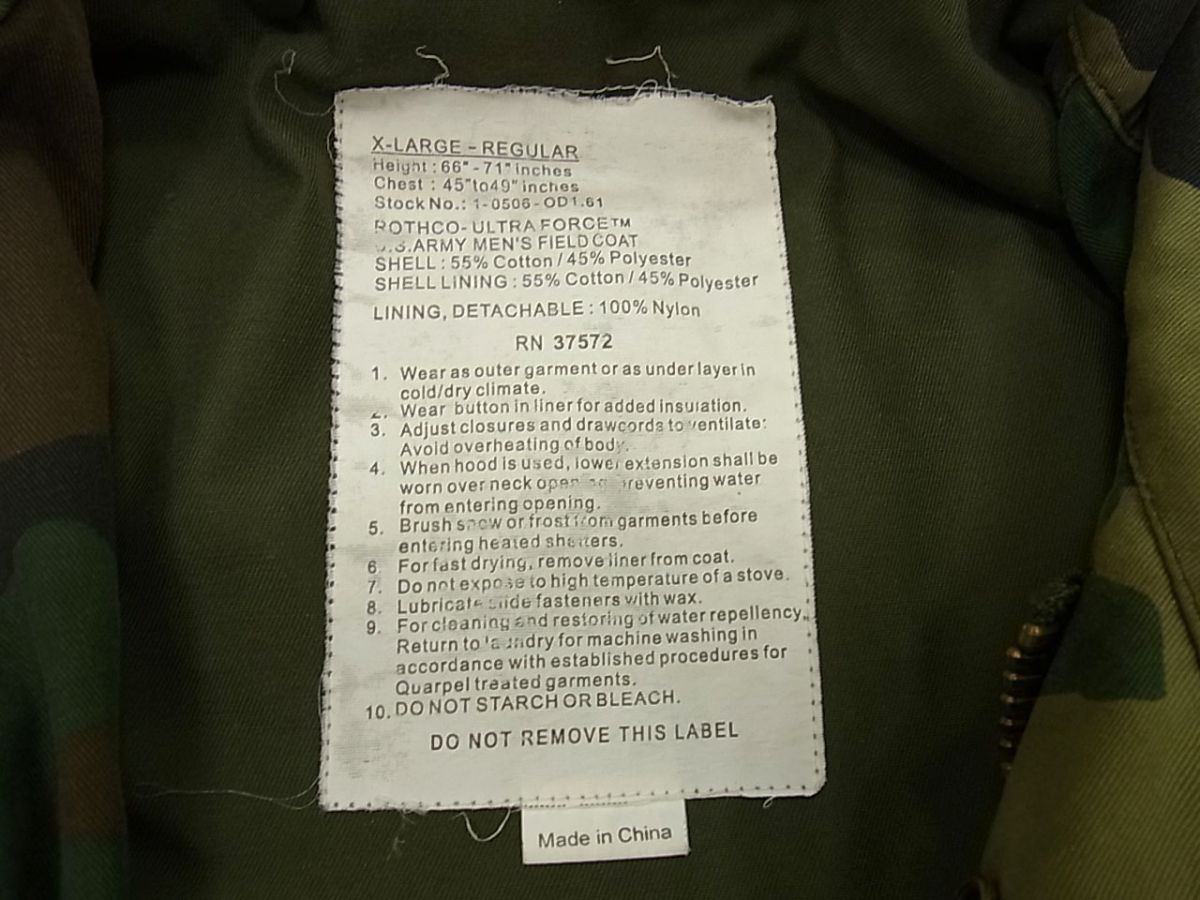 X-LARGE - REGULAR
Height : 66" - 71" inches
Chest : 45"to49" inches
Stock No.: 1-0506-OD1.61
ROTHCO- ULTRA FORCE™
U.S.ARMY MEN'S FIELD COAT
SHELL : 55% Cotton / 45% Polyester
SHELL LINING : 55% Cotton / 45% Polyester
LINING, DETACHABLE : 100% Nylon
RN 37572
1. Wear as outer garment or as under layer in
cold/dry climate.
2. Wear button in liner for added insulation.
3. Adjust closures and drawcords to ventilate:
Avoid overheating of body.
4. When hood is used, lower extension shall be
worn over neck opening preventing water
from entering opening.
5. Brush snow or frost from garments before
entering heated shelters.
6. For fast drying, remove liner from coat.
7. Do not expose to high temperature of a stove.
8. Lubricate slide fasteners with wax.
9. For cleaning and restoring of water repellency,
Return to laundry for machine washing in
accordance with established procedures for
Quarpel treated garments.
10. DO NOT STARCH OR BLEACH.
DO NOT REMOVE THIS LABEL
Made in China